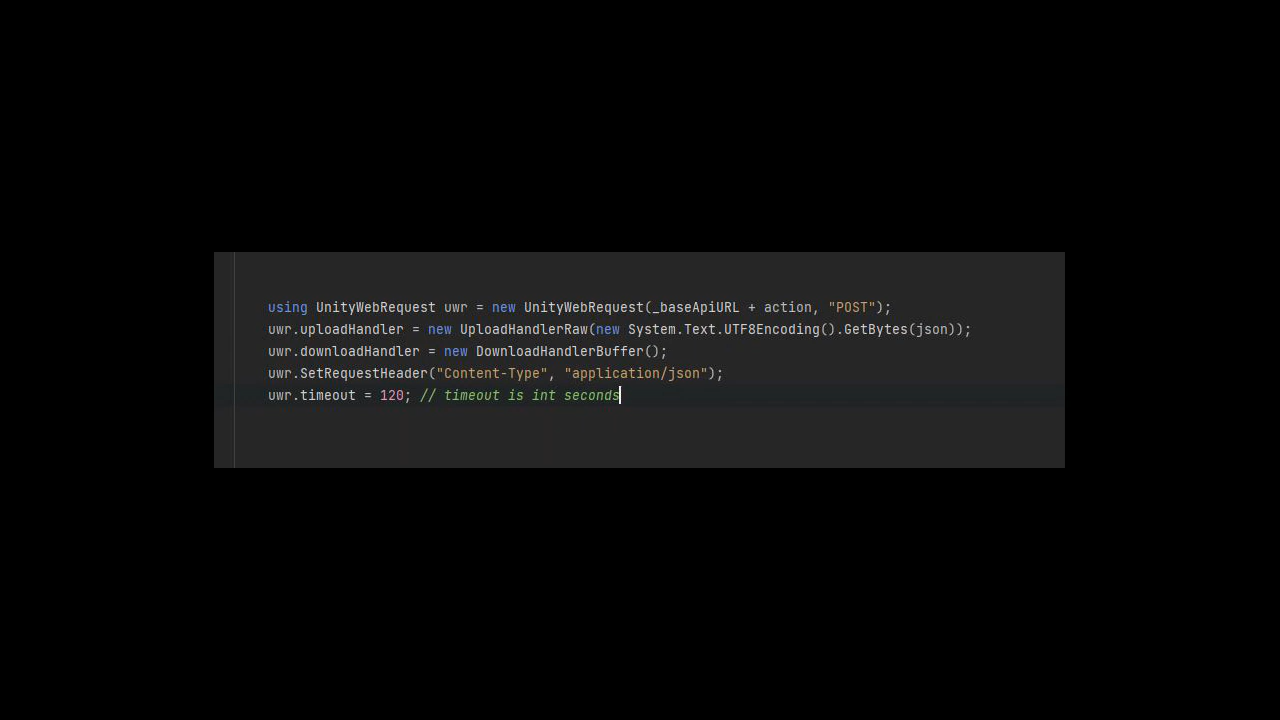 using UnityWebRequest uwr = new UnityWebRequest(_baseApiURL + action, "POST");
uwr.uploadHandler = new UploadHandlerRaw(new System.Text.UTF8Encoding().GetBytes(json));
uwr.downloadHandler = new DownloadHandlerBuffer();
uwr.SetRequestHeader("Content-Type", "application/json");
uwr.timeout = 120; // timeout is int seconds